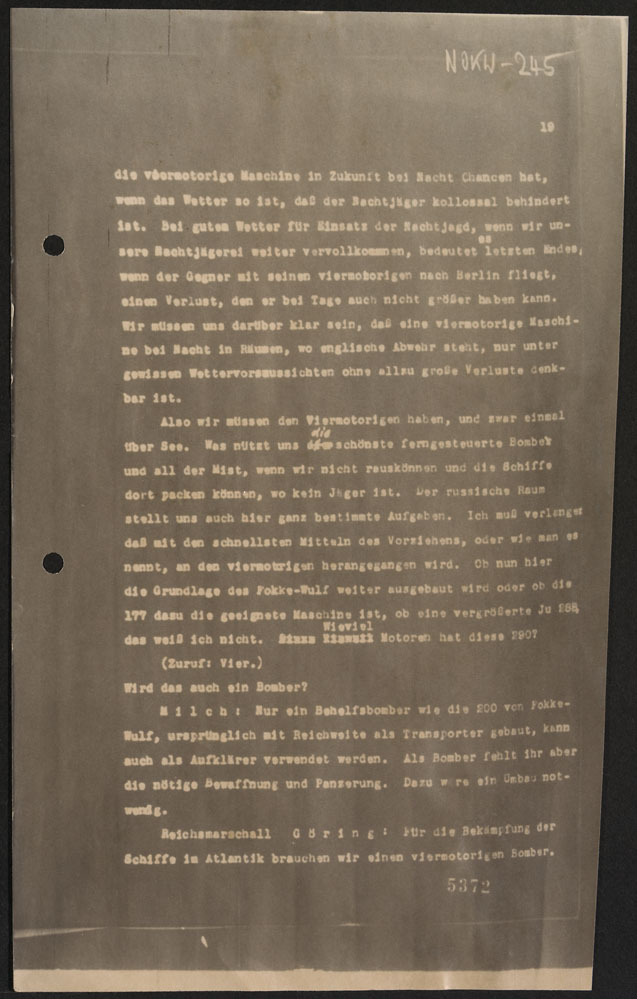 NOKW-245
19
die vöermotorige Maschine in Zukunft bei Nacht Chancen hat,
wenn das Wetter so ist, daß der Nachtjäger kollossal behindert
ist. Bei gutem Wetter für Einsatz der Nachtjagd, wenn wir un-
sere Nachtjägerei weiter vervollkommnen, bedeutet es letzten Endes,
wenn der Gegner mit seinen viermotorigen nach Berlin fliegt,
einen Verlust, den er bei Tage auch nicht größer haben kann.
Wir müssen uns darüber klar sein, daß eine viermotorige Maschi-
ne bei Nacht in Räumen, wo englische Abwehr steht, nur unter
gewissen Wettervoraussichten ohne allzu große Verluste denk-
bar ist.
Also wir müssen den Viermotorigen haben, und zwar einmal
über See. Was nützt uns die schönste ferngesteuerte Bombe
und all der Mist, wenn wir nicht rauskönnen und die Schiffe
dort packen können, wo kein Jäger ist. Der russische Raum
stellt uns auch hier ganz bestimmte Aufgaben. Ich muß verlangen
daß mit den schnellsten Mitteln des Vorziehens, oder wie man es
nennt, an den viermotrigen herangegangen wird. Ob nun hier
die Grundlage des Fokke-Wulf weiter ausgebaut wird oder ob die
177 dazu die geeignete Maschine ist, ob eine vergrößerte Ju 288,
das weiß ich nicht. Wieviel Motoren hat diese 290?
(Zuruf: Vier.)
Wird das auch ein Bomber?
Milch: Nur ein Behelfsbomber wie die 200 von Fokke-
Wulf, ursprünglich mit Reichweite als Transporter gebaut, kann
auch als Aufklärer verwendet werden. Als Bomber fehlt ihr aber
die nötige Bewaffnung und Panzerung. Dazu wäre ein Umbau not-
wendig.
Reichsmarschall Göring: Für die Bekämpfung der
Schiffe im Atlantik brauchen wir einen viermotorigen Bomber.
5372